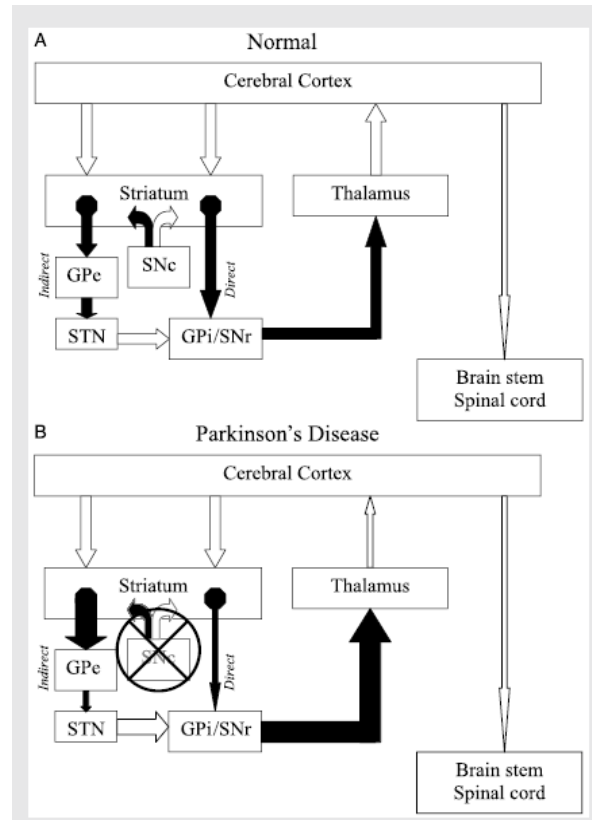 A
Normal
Cerebral Cortex
Striatum
Thalamus
SNc
Indirect
GPe
Direct
STN
GPi/SNr
Brain stem
Spinal cord
B
Parkinson's Disease
Cerebral Cortex
Striatum
Thalamus
SNc
Indirect
GPe
Direct
STN
GPi/SNr
Brain stem
Spinal cord